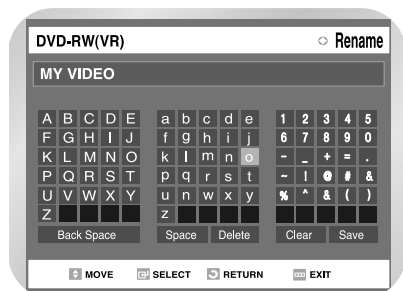 DVD-RW(VR) Rename
MY VIDEO
A B C D E a b c d e 1 2 3 4 5
F G H I J f g h i j 6 7 8 9 0
K L M N O k l m n o - _ + = .
P Q R S T p q r s t ~ ! @ # &
U V W X Y u n w x y % ^ & ( )
Z z
Back Space Space Delete Clear Save
MOVE SELECT RETURN EXIT